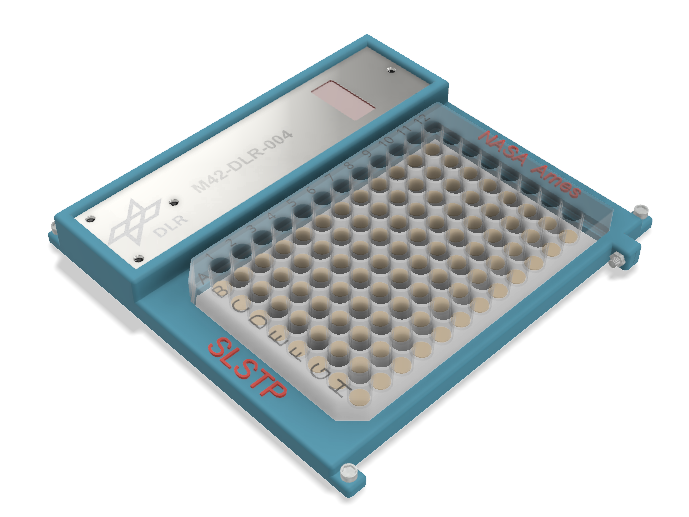 M42-DLR-004
DLR
NASA Ames
1 2 3 4 5 6 7 8 9 10 11 12
A
B
C
D
E
F
G
H
SLSTP